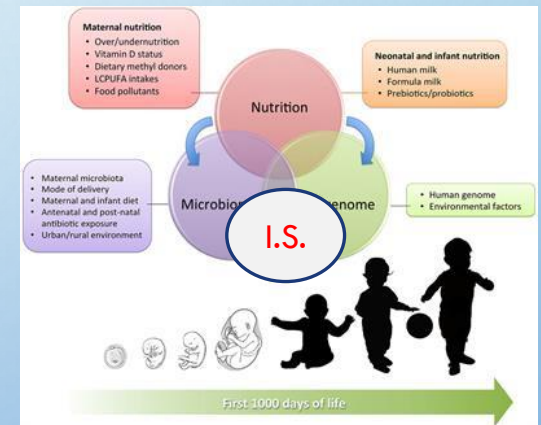 Maternal nutrition
• Over/undernutrition
• Vitamin D status
• Dietary methyl donors
• LCPUFA intakes
• Food pollutants
Neonatal and infant nutrition
• Human milk
• Formula milk
• Prebiotics/probiotics
Nutrition
• Maternal microbiota
• Mode of delivery
• Maternal and infant diet
• Antenatal and post-natal
antibiotic exposure
• Urban/rural environment
Microbio
enome
I.S.
• Human genome
• Environmental factors
First 1000 days of life